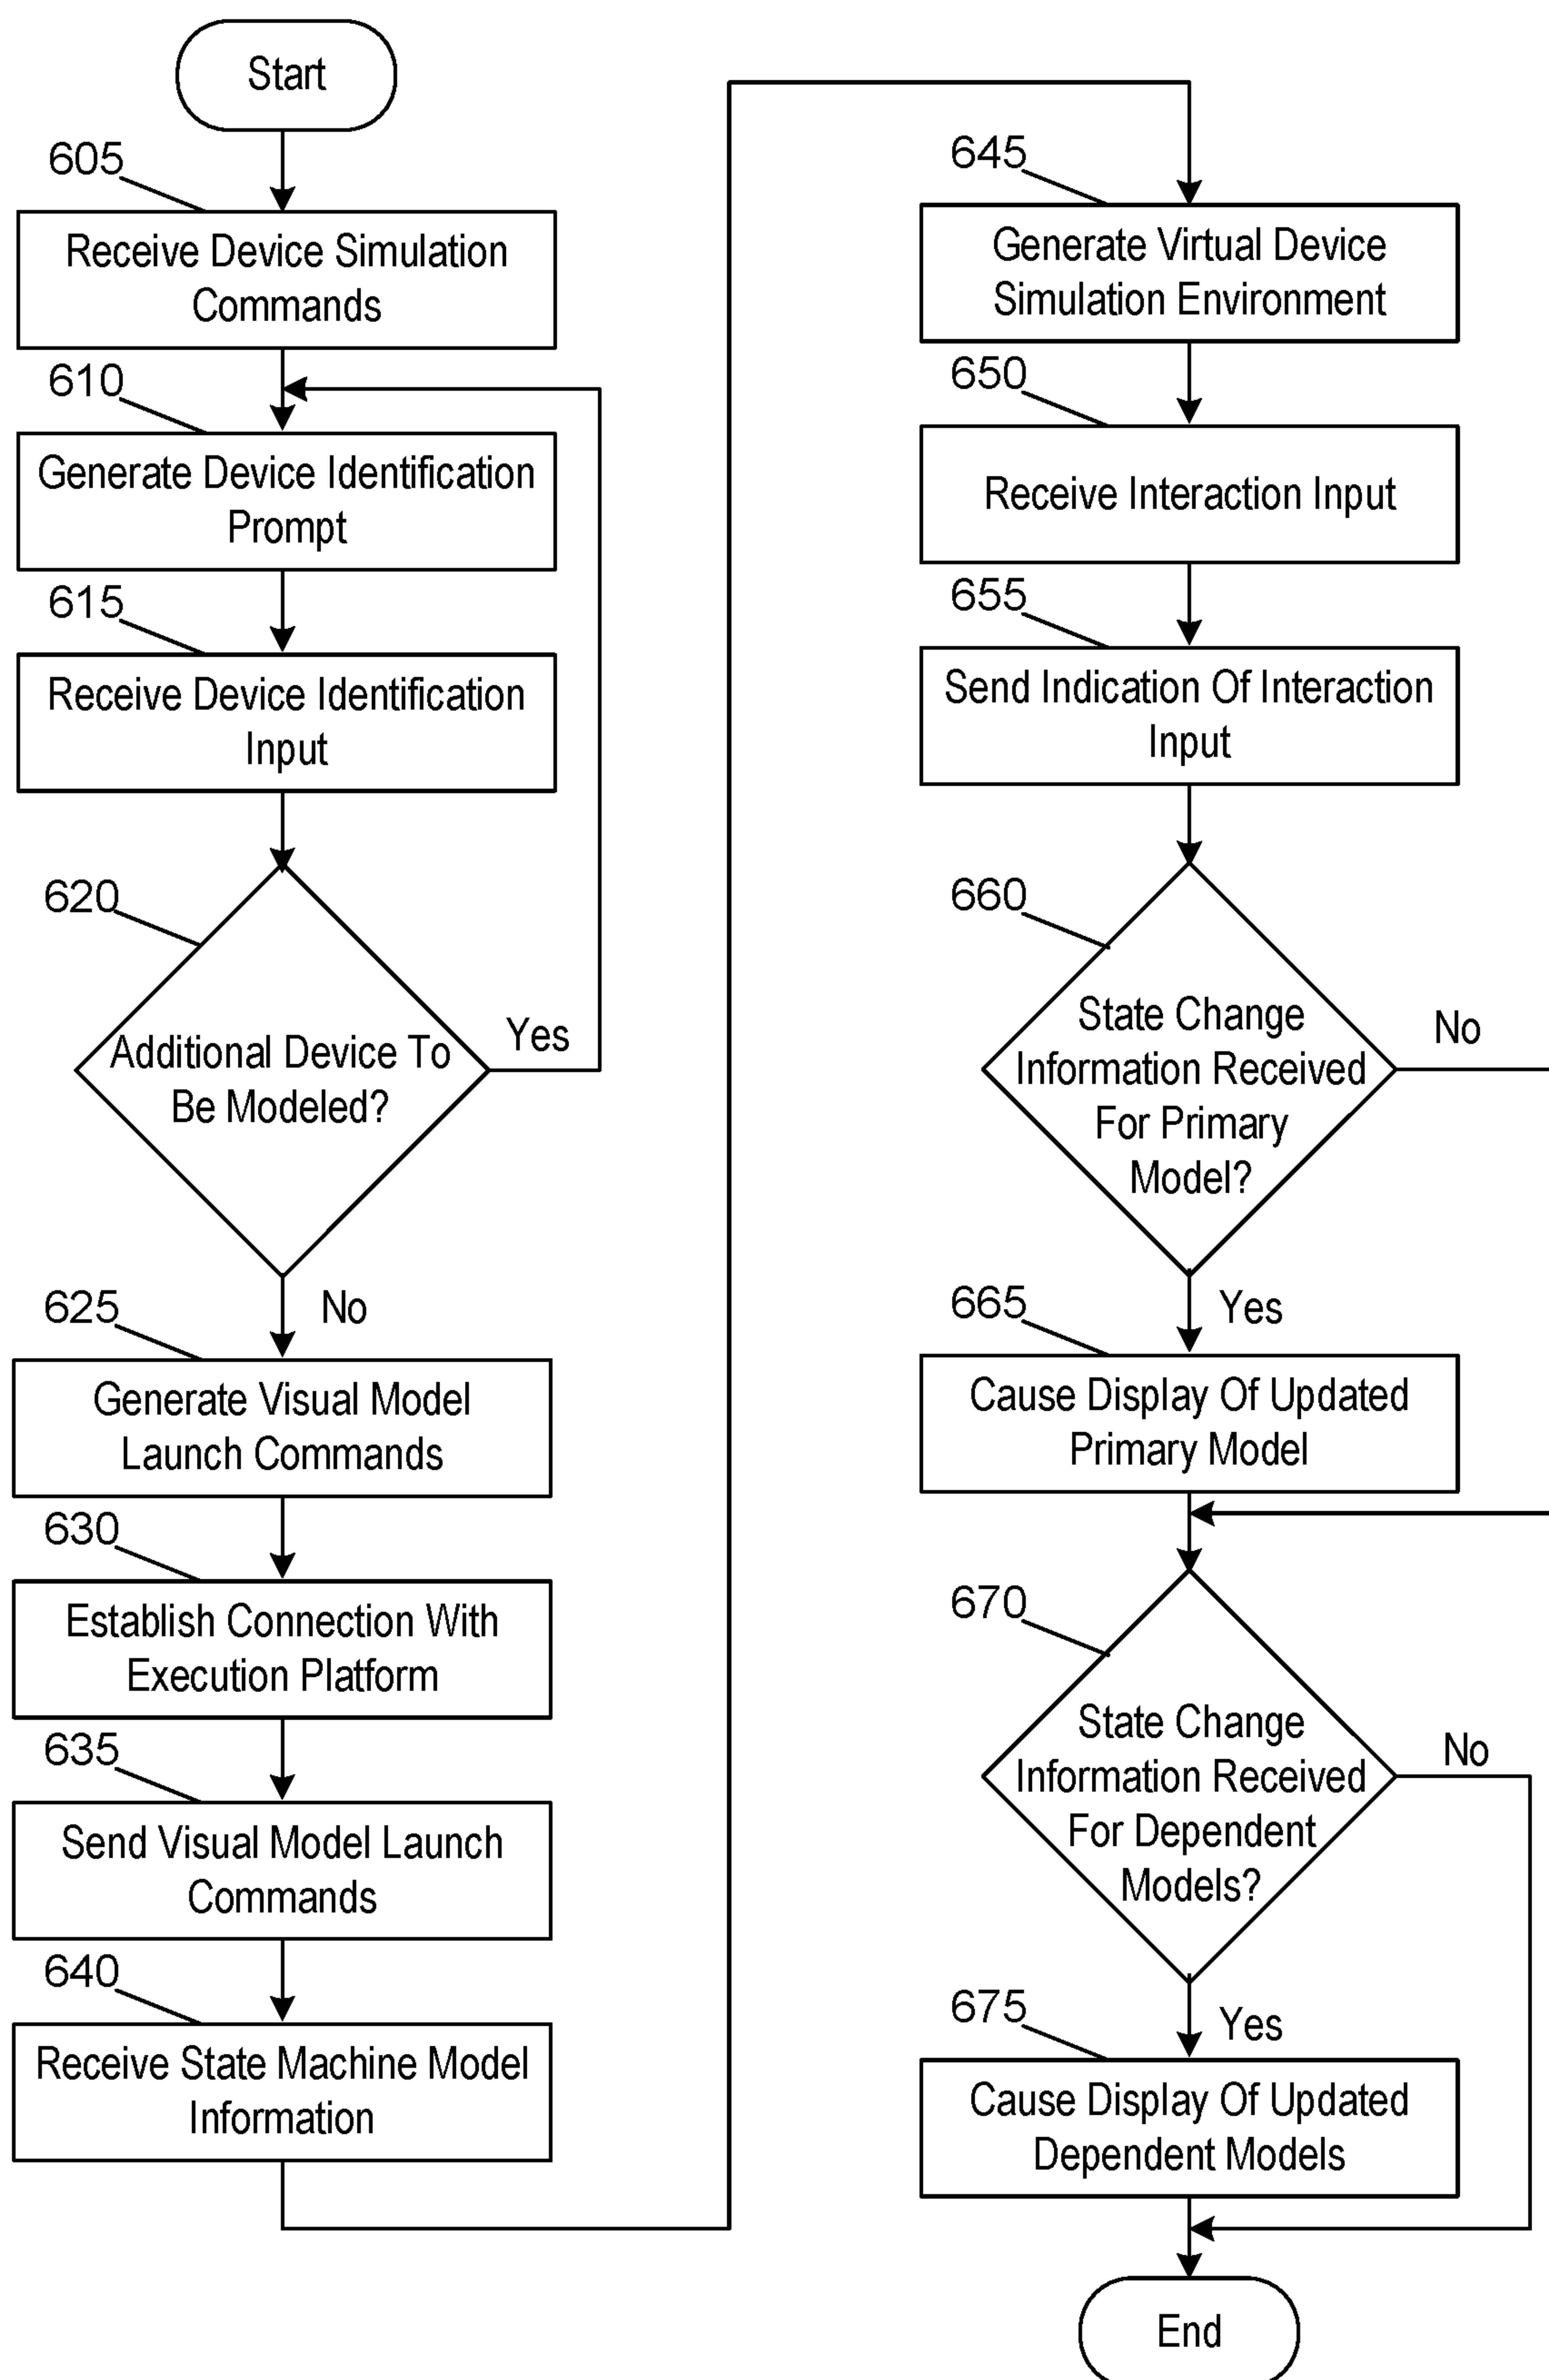 Start
605
Receive Device Simulation
Commands
610
Generate Device Identification
Prompt
615
Receive Device Identification
Input
620
Additional Device To
Be Modeled?
Yes
No
625
Generate Visual Model
Launch Commands
630
Establish Connection With
Execution Platform
635
Send Visual Model Launch
Commands
640
Receive State Machine Model
Information
645
Generate Virtual Device
Simulation Environment
650
Receive Interaction Input
655
Send Indication Of Interaction
Input
660
State Change
Information Received
For Primary
Model?
No
Yes
665
Cause Display Of Updated
Primary Model
670
State Change
Information Received
For Dependent
Models?
No
Yes
675
Cause Display Of Updated
Dependent Models
End